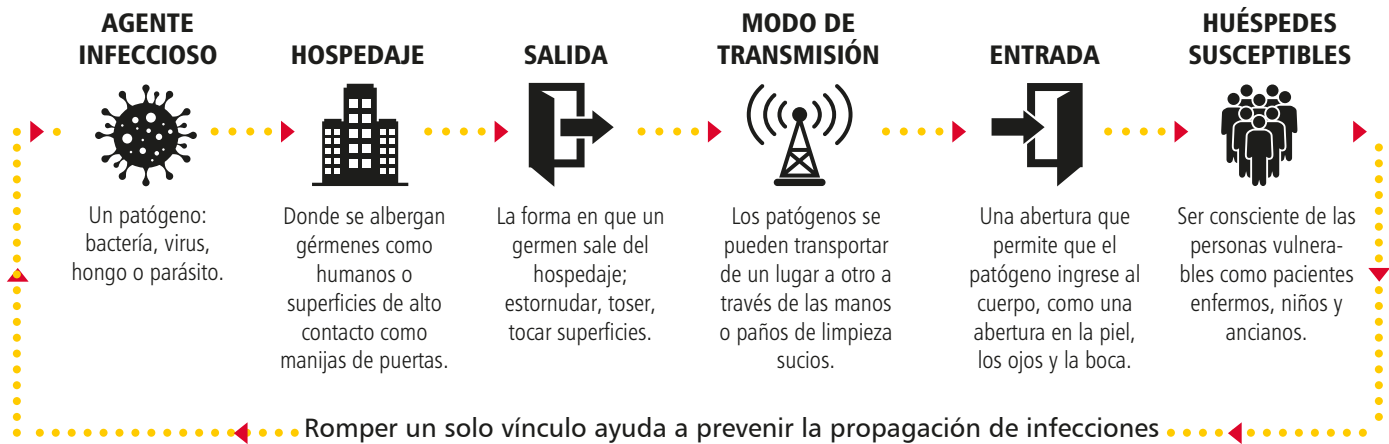 AGENTE
INFECCIOSO
Un patógeno:
bactería, virus,
hongo o parásito.
HOSPEDAJE
Donde se albergan
gérmenes como
humanos o
superficies de alto
contacto como
manijas de puertas.
SALIDA
La forma en que un
germen sale del
hospedaje;
estornudar, toser,
tocar superficies.
MODO DE
TRANSMISIÓN
Los patógenos se
pueden transportar
de un lugar a otro a
través de las manos
o paños de limpieza
sucios.
ENTRADA
Una abertura que
permite que el
patógeno ingrese al
cuerpo, como una
abertura en la piel,
los ojos y la boca.
HUÉSPEDES
SUSCEPTIBLES
Ser consciente de las
personas vulnera-
bles como pacientes
enfermos, niños y
ancianos.
Romper un solo vínculo ayuda a prevenir la propagación de infecciones